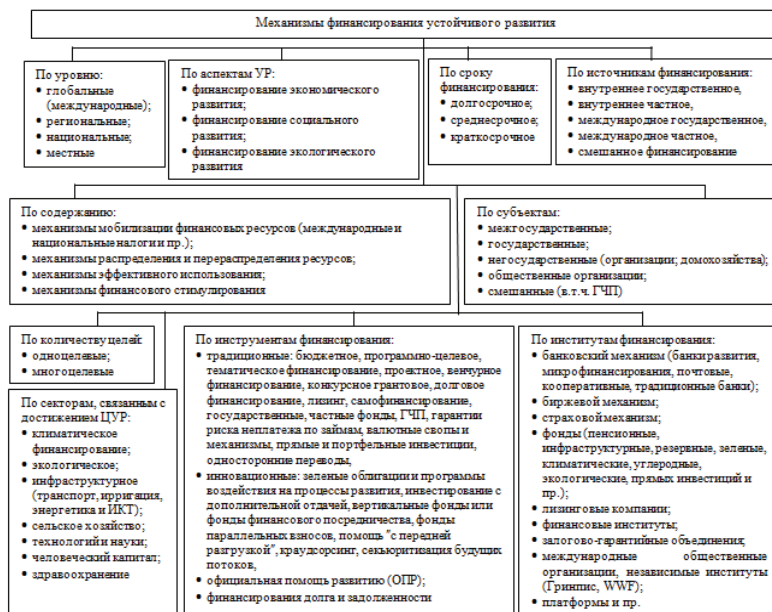 Механизмы финансирования устойчивого развития
По уровню:
• глобальные
(международные);
• региональные;
• национальные;
• местные
По аспектам УР:
• финансирование экономического
развития;
• финансирование социального
развития;
• финансирование экологического
развития
По сроку
финансирования:
• долгосрочное;
• среднесрочное;
• краткосрочное
По источникам финансирования:
• внутреннее государственное,
• внутреннее частное,
• международное государственное,
• международное частное,
• смешанное финансирование
По содержанию:
• механизмы мобилизации финансовых ресурсов (международные и
национальные налоги и пр.);
• механизмы распределения и перераспределения ресурсов;
• механизмы эффективного использования;
• механизмы финансового стимулирования
По субъектам:
• межгосударственные;
• государственные;
• негосударственные (организации; домохозяйства);
• общественные организации;
• смешанные (в.т.ч. ГЧП)
По количеству целей:
• одноцелевые;
• многоцелевые
По секторам, связанным с
достижением ЦУР:
• климатическое
финансирование;
• экологическое;
• инфраструктурное
(транспорт, ирригация,
энергетика и ИКТ);
• сельское хозяйство;
• технологий и науки;
• человеческий капитал;
• здравоохранение
По инструментам финансирования:
• традиционные: бюджетное, программно-целевое,
тематическое финансирование, проектное, венчурное
финансирование, конкурсное грантовое, долговое
финансирование, лизинг, самофинансирование,
государственные, частные фонды, ГЧП, гарантии
риска неплатежа по займам, валютные свопы и
механизмы, прямые и портфельные инвестиции,
односторонние переводы,
• инновационные: зеленые облигации и программы
воздействия на процессы развития, инвестирование с
дополнительной отдачей, вертикальные фонды или
фонды финансового посредничества, фонды
параллельных взносов, помощь "с передней
разгрузкой", краудсорсинг, секьюритизация будущих
потоков,
• официальная помощь развитию (ОПР);
• финансирования долга и задолженности
По институтам финансирования:
• банковский механизм (банки развития,
микрофинансирования, почтовые,
кооперативные, традиционные банки);
• биржевой механизм;
• страховой механизм;
• фонды (пенсионные,
инфраструктурные, резервные, зеленые,
климатические, углеродные,
экологические, прямых инвестиций и
пр.);
• лизинговые компании;
• финансовые институты;
• залогово-гарантийные объединения;
• международные общественные
организации, независимые институты
(Гринпис, WWF);
• платформы и пр.